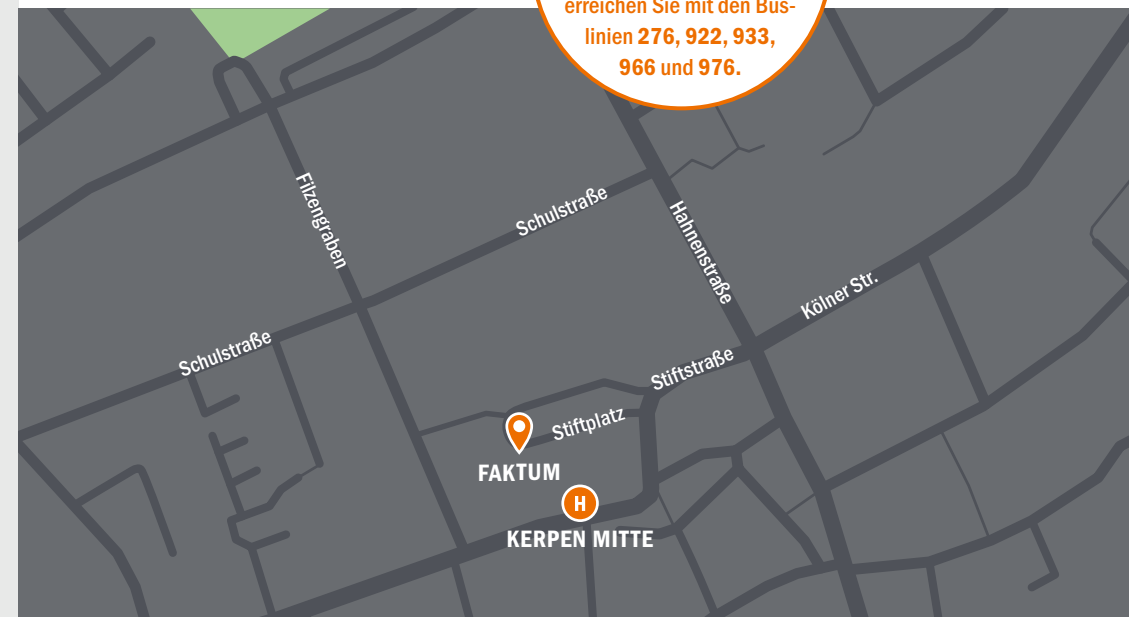 erreichen Sie mit den Bus-
linien 276, 922, 933,
966 und 976.
Filzengraben
Schulstraße
Hahnenstraße
Kölner Str.
Schulstraße
Stiftstraße
Stiftplatz
FAKTUM
H
KERPEN MITTE